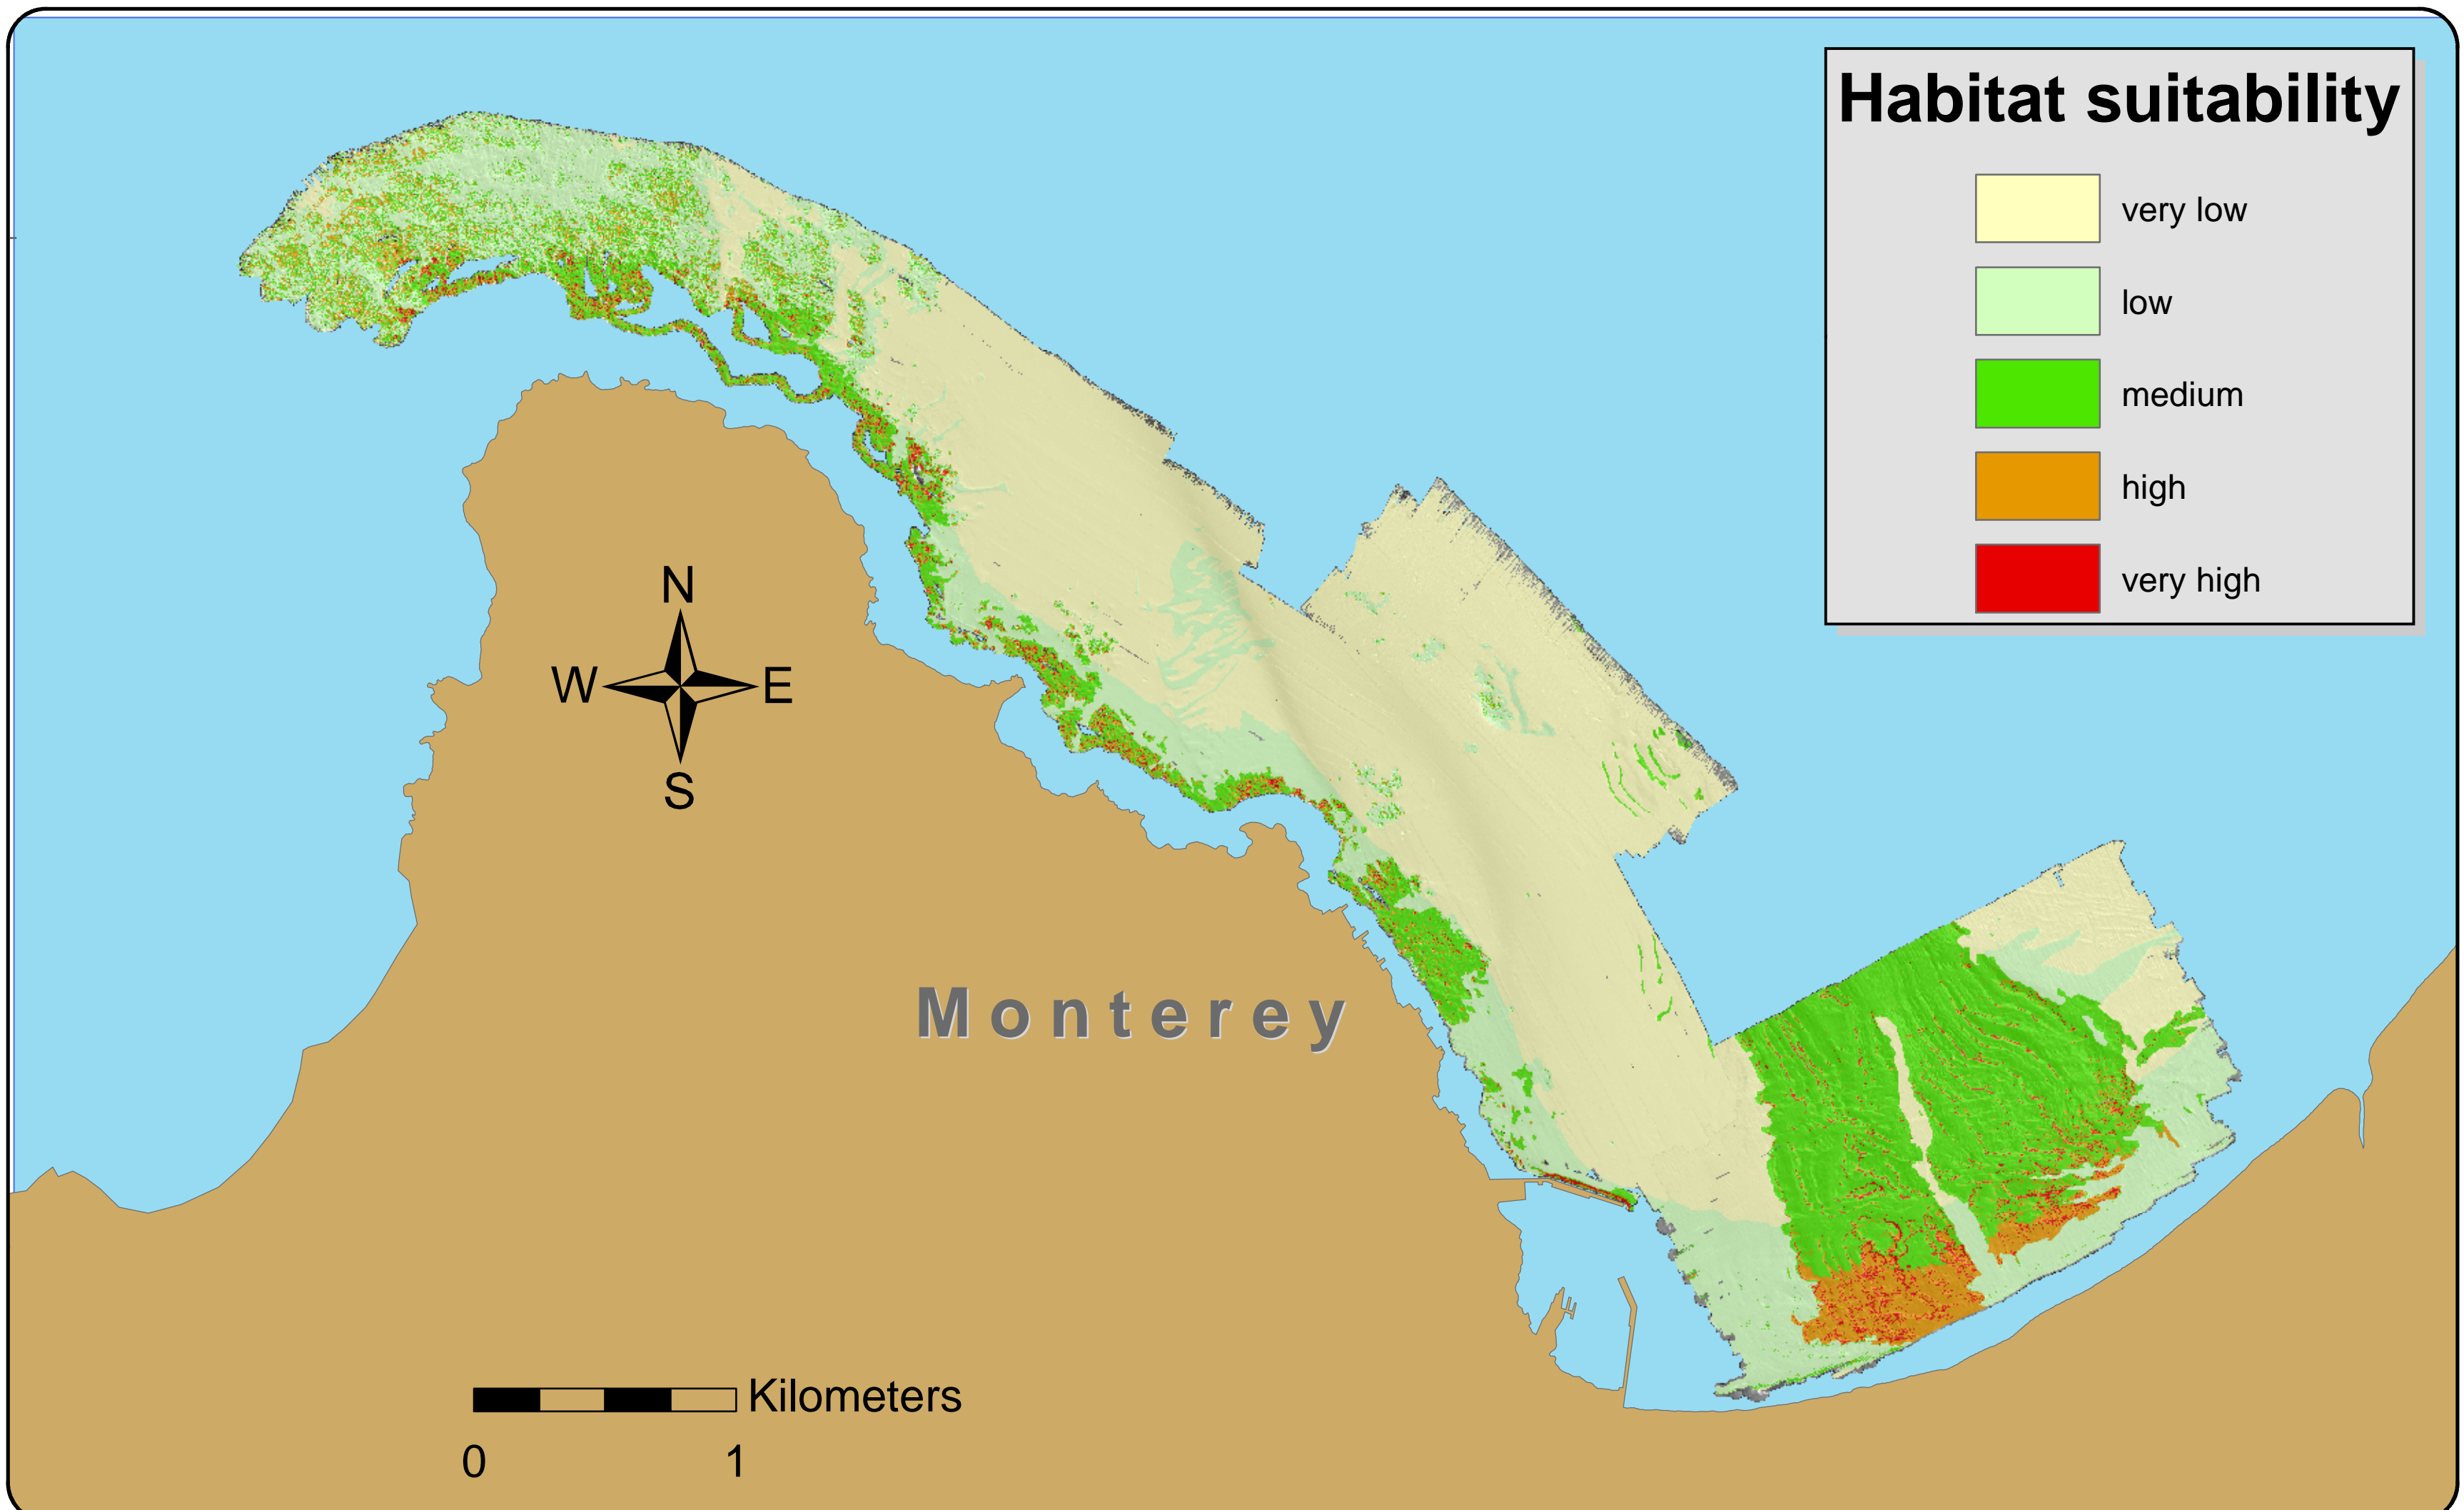 Habitat suitability
very low
low
medium
high
very high
N
W E
S
Monterey
Kilometers
0 1